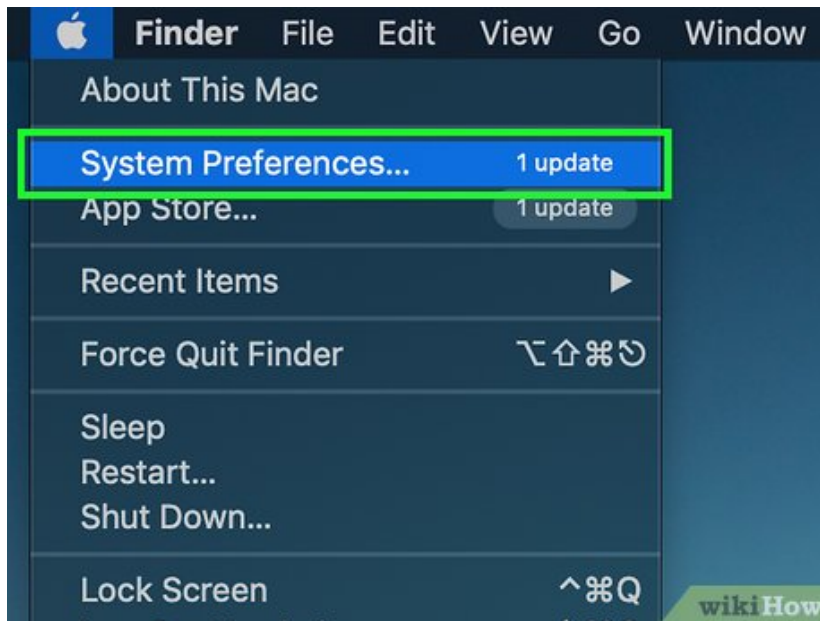 Finder File Edit View Go Window
About This Mac
System Preferences... 1 update
App Store... 1 update
Recent Items ▶
Force Quit Finder ⌥⇧⌘⎋
Sleep
Restart...
Shut Down...
Lock Screen ^⌘Q
wikiHow